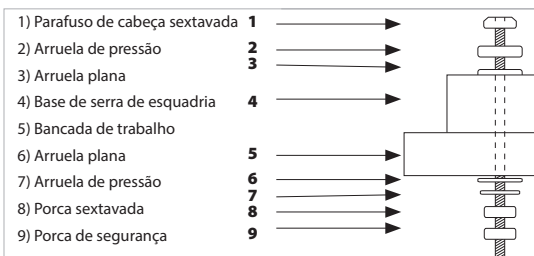 1) Parafuso de cabeça sextavada 1
2) Arruela de pressão 2
3) Arruela plana 3
4) Base de serra de esquadria 4
5) Bancada de trabalho
6) Arruela plana 5
7) Arruela de pressão 6
7
8) Porca sextavada 8
9) Porca de segurança 9